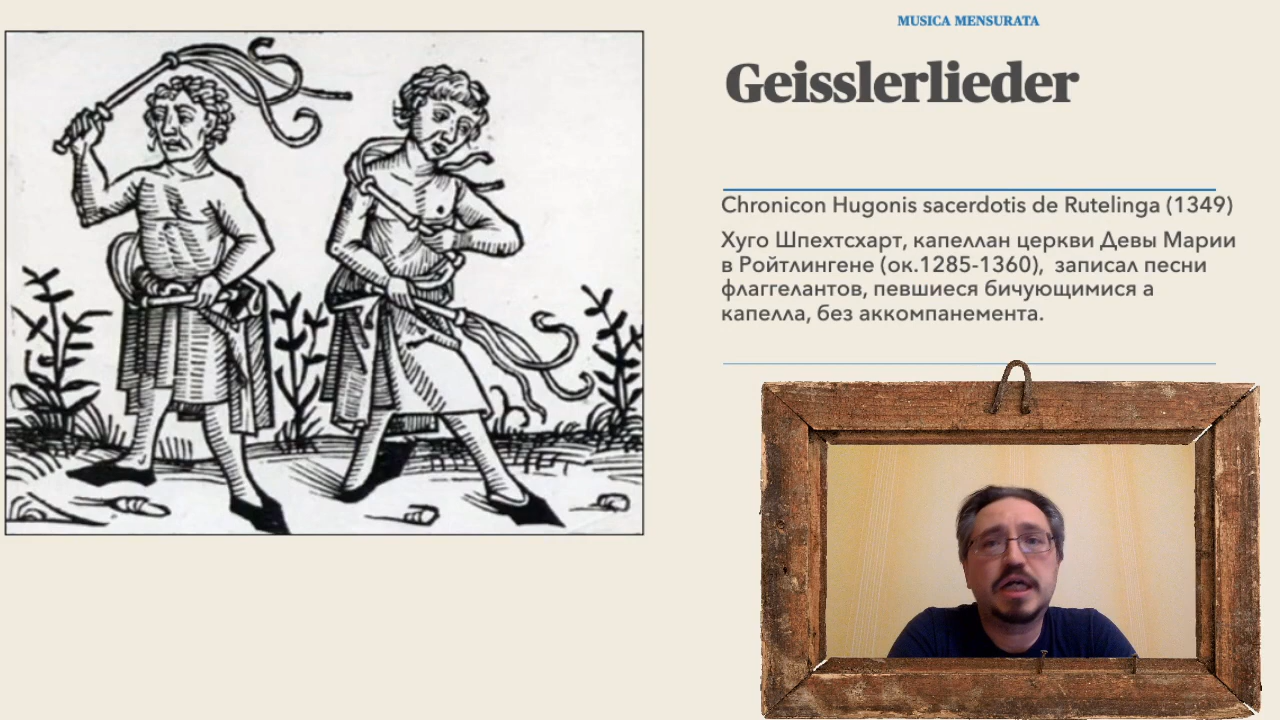 MUSICA MENSURATA
Geisslerlieder
Chronicon Hugonis sacerdotis de Rutelinga (1349)
Хуго Шпехтсхарт, капеллан церкви Девы Марии
в Ройтлингене (ок.1285-1360),  записал песни
флаггелантов, певшиеся бичующимися а
капелла, без аккомпанемента.